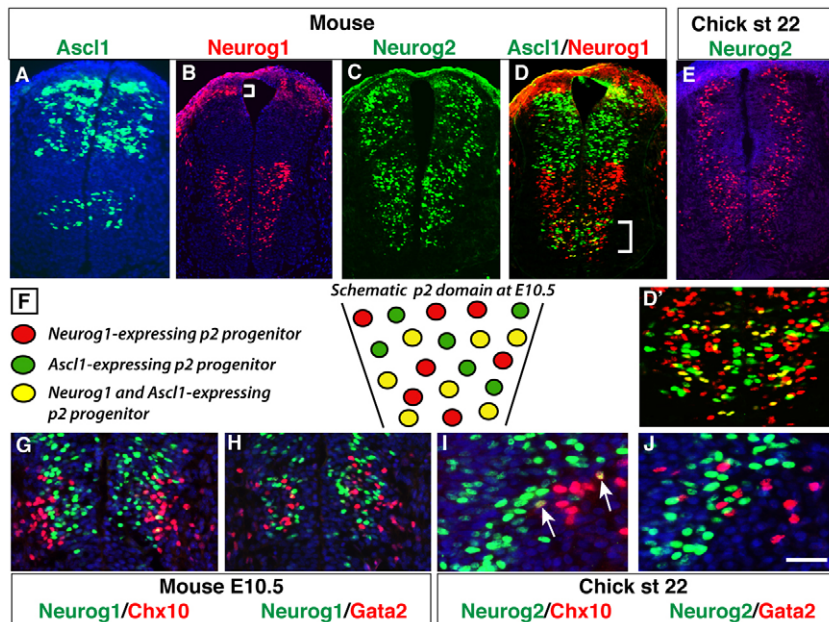 Mouse
Chick st 22
Ascl1
Neurog1
Neurog2
Ascl1/Neurog1
Neurog2
A
B
C
D
E
F
Schematic p2 domain at E10.5
D'
Neurog1-expressing p2 progenitor
Ascl1-expressing p2 progenitor
Neurog1 and Ascl1-expressing
p2 progenitor
G
H
I
J
Mouse E10.5
Chick st 22
Neurog1/Chx10
Neurog1/Gata2
Neurog2/Chx10
Neurog2/Gata2